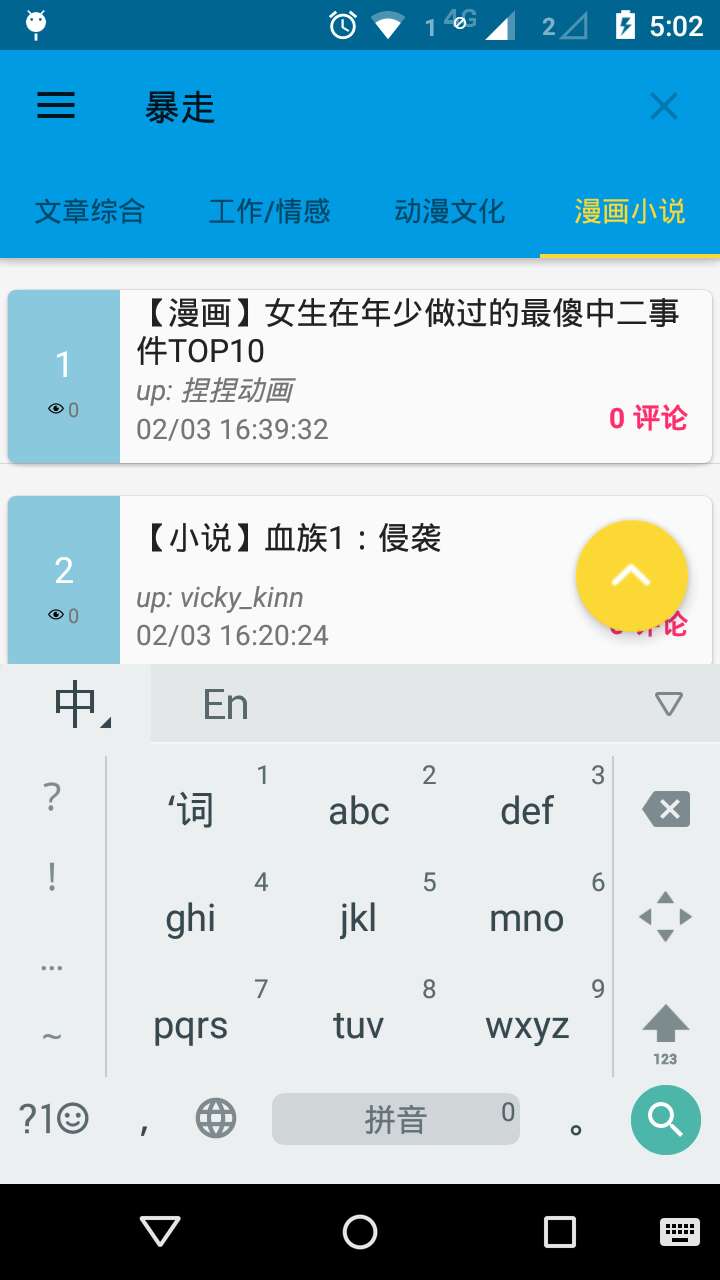 1 4G 2 5:02
暴走
文章综合 工作/情感 动漫文化 漫画小说
【漫画】女生在年少做过的最傻中二事
件TOP10
1
0
up: 捏捏动画
02/03 16:39:32
0 评论
【小说】血族1：侵袭
2
0
up: vicky_kinn
02/03 16:20:24
评论
中 En
?
!
...
~
‘词 1
abc 2
def 3
ghi 4
jkl 5
mno 6
pqrs 7
tuv 8
wxyz 9
123
?1 , 拼音 0 。